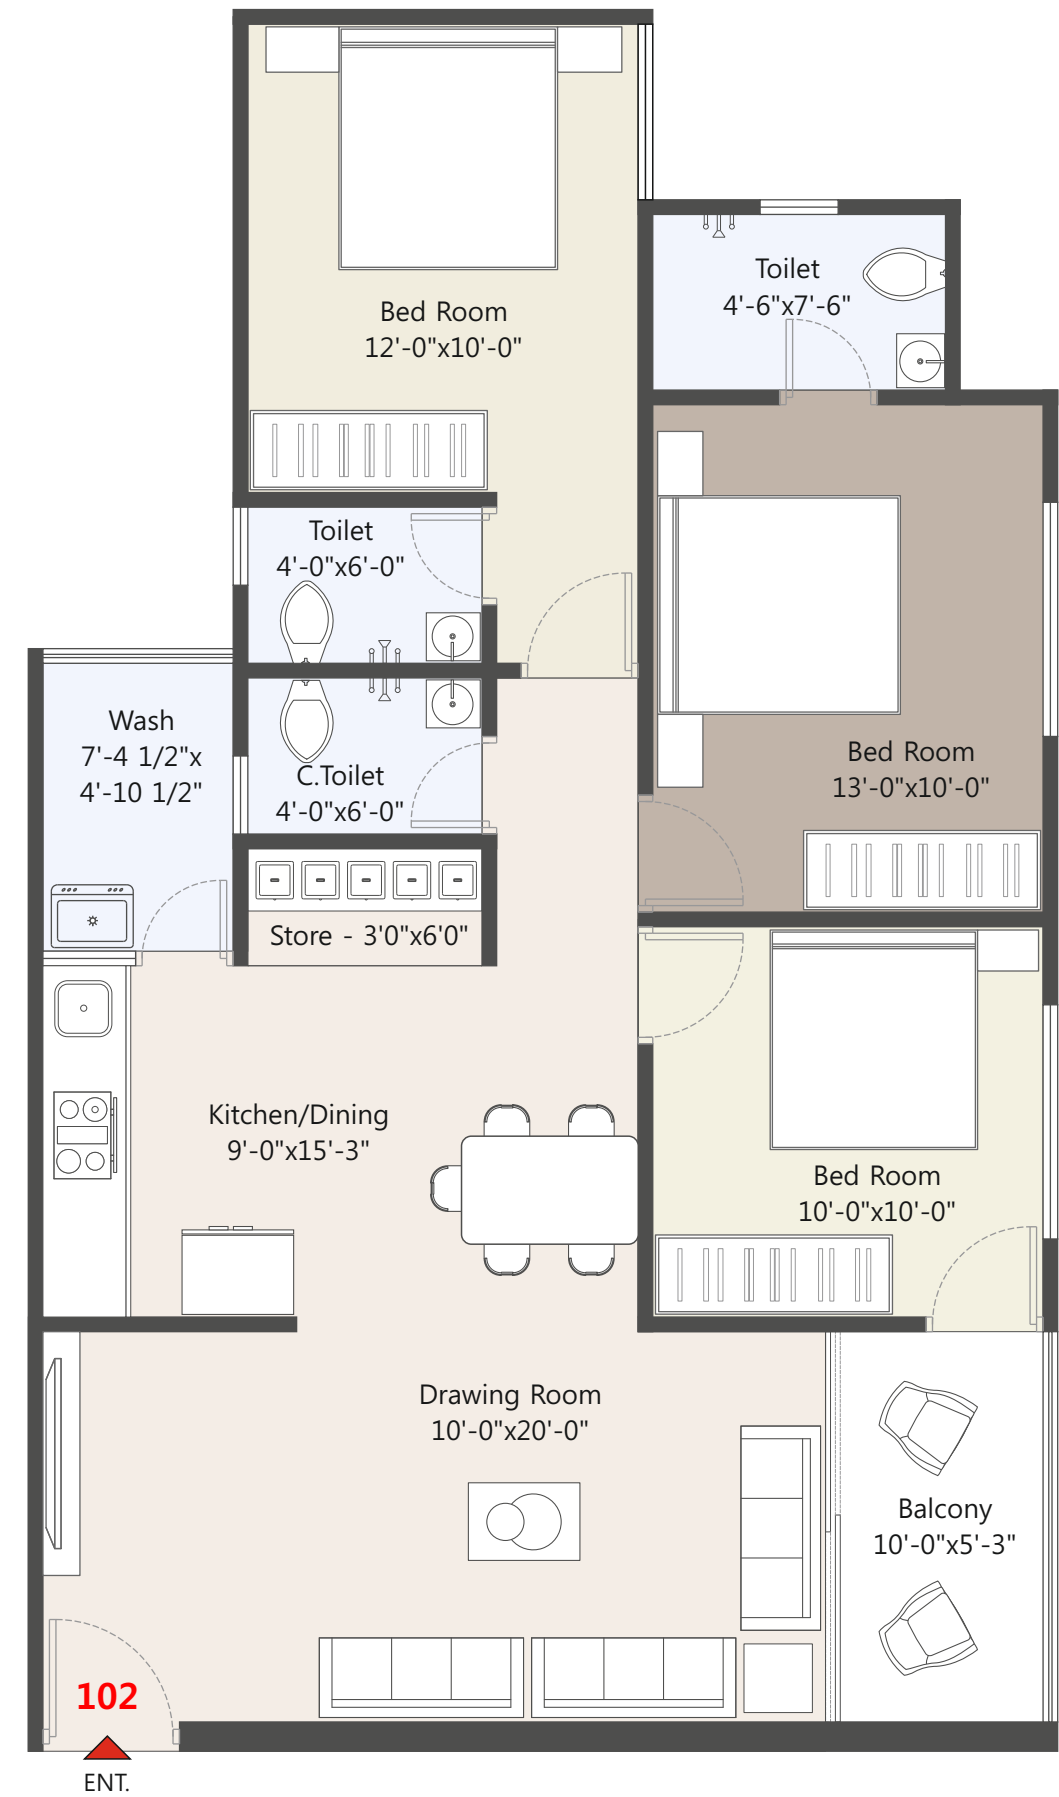 Toilet
4'-6"x7'-6"
Bed Room
12'-0"x10'-0"
Toilet
4'-0"x6'-0"
Wash
7'-4 1/2"x
4'-10 1/2"
C.Toilet
4'-0"x6'-0"
Bed Room
13'-0"x10'-0"
Store - 3'0"x6'0"
Kitchen/Dining
9'-0"x15'-3"
Bed Room
10'-0"x10'-0"
Drawing Room
10'-0"x20'-0"
Balcony
10'-0"x5'-3"
102
ENT.